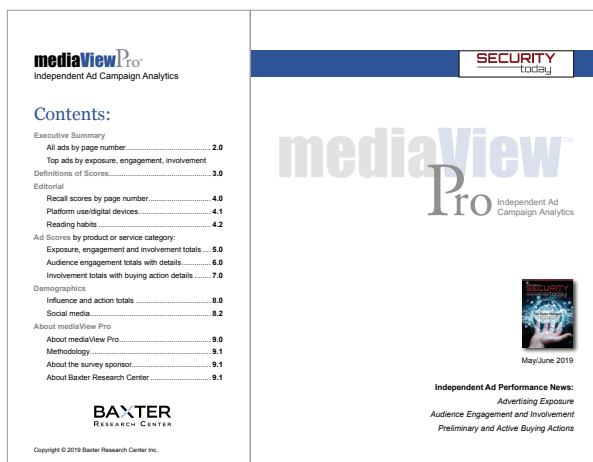 mediaViewPro™
Independent Ad Campaign Analytics
Contents:
Executive Summary
All ads by page number........................................ 2.0
Top ads by exposure, engagement, involvement
Definitions of Scores................................................ 3.0
Editorial
Recall scores by page number.............................. 4.0
Platform use/digital devices................................... 4.1
Reading habits ...................................................... 4.2
Ad Scores by product or service category:
Exposure, engagement and involvement totals .... 5.0
Audience engagement totals with details.............. 6.0
Involvement totals with buying action details ........ 7.0
Demographics
Influence and action totals .................................... 8.0
Social media.......................................................... 8.2
About mediaView Pro
About mediaView Pro............................................ 9.0
Methodology.......................................................... 9.1
About the survey sponsor...................................... 9.1
About Baxter Research Center ............................. 9.1
BAXTER
RESEARCH CENTER
Copyright © 2019 Baxter Research Center Inc.
SECURITY
today
mediaView™
Pro
Independent Ad
Campaign Analytics
SECURITY
today
May/June 2019
Independent Ad Performance News:
Advertising Exposure
Audience Engagement and Involvement
Preliminary and Active Buying Actions